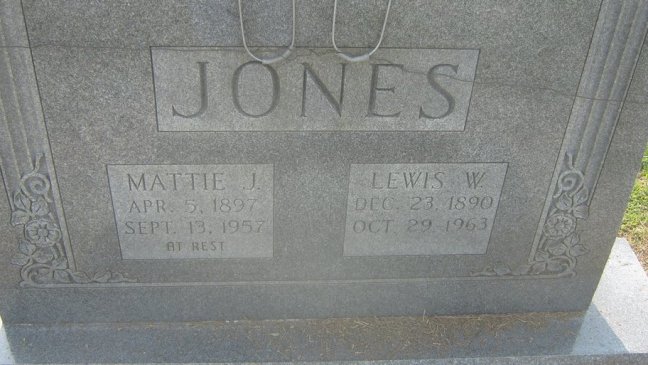 JONES
MATTIE J.
APR. 5, 1897
SEPT. 13, 1957
AT REST
LEWIS W.
DEC. 23, 1890
OCT. 29, 1963